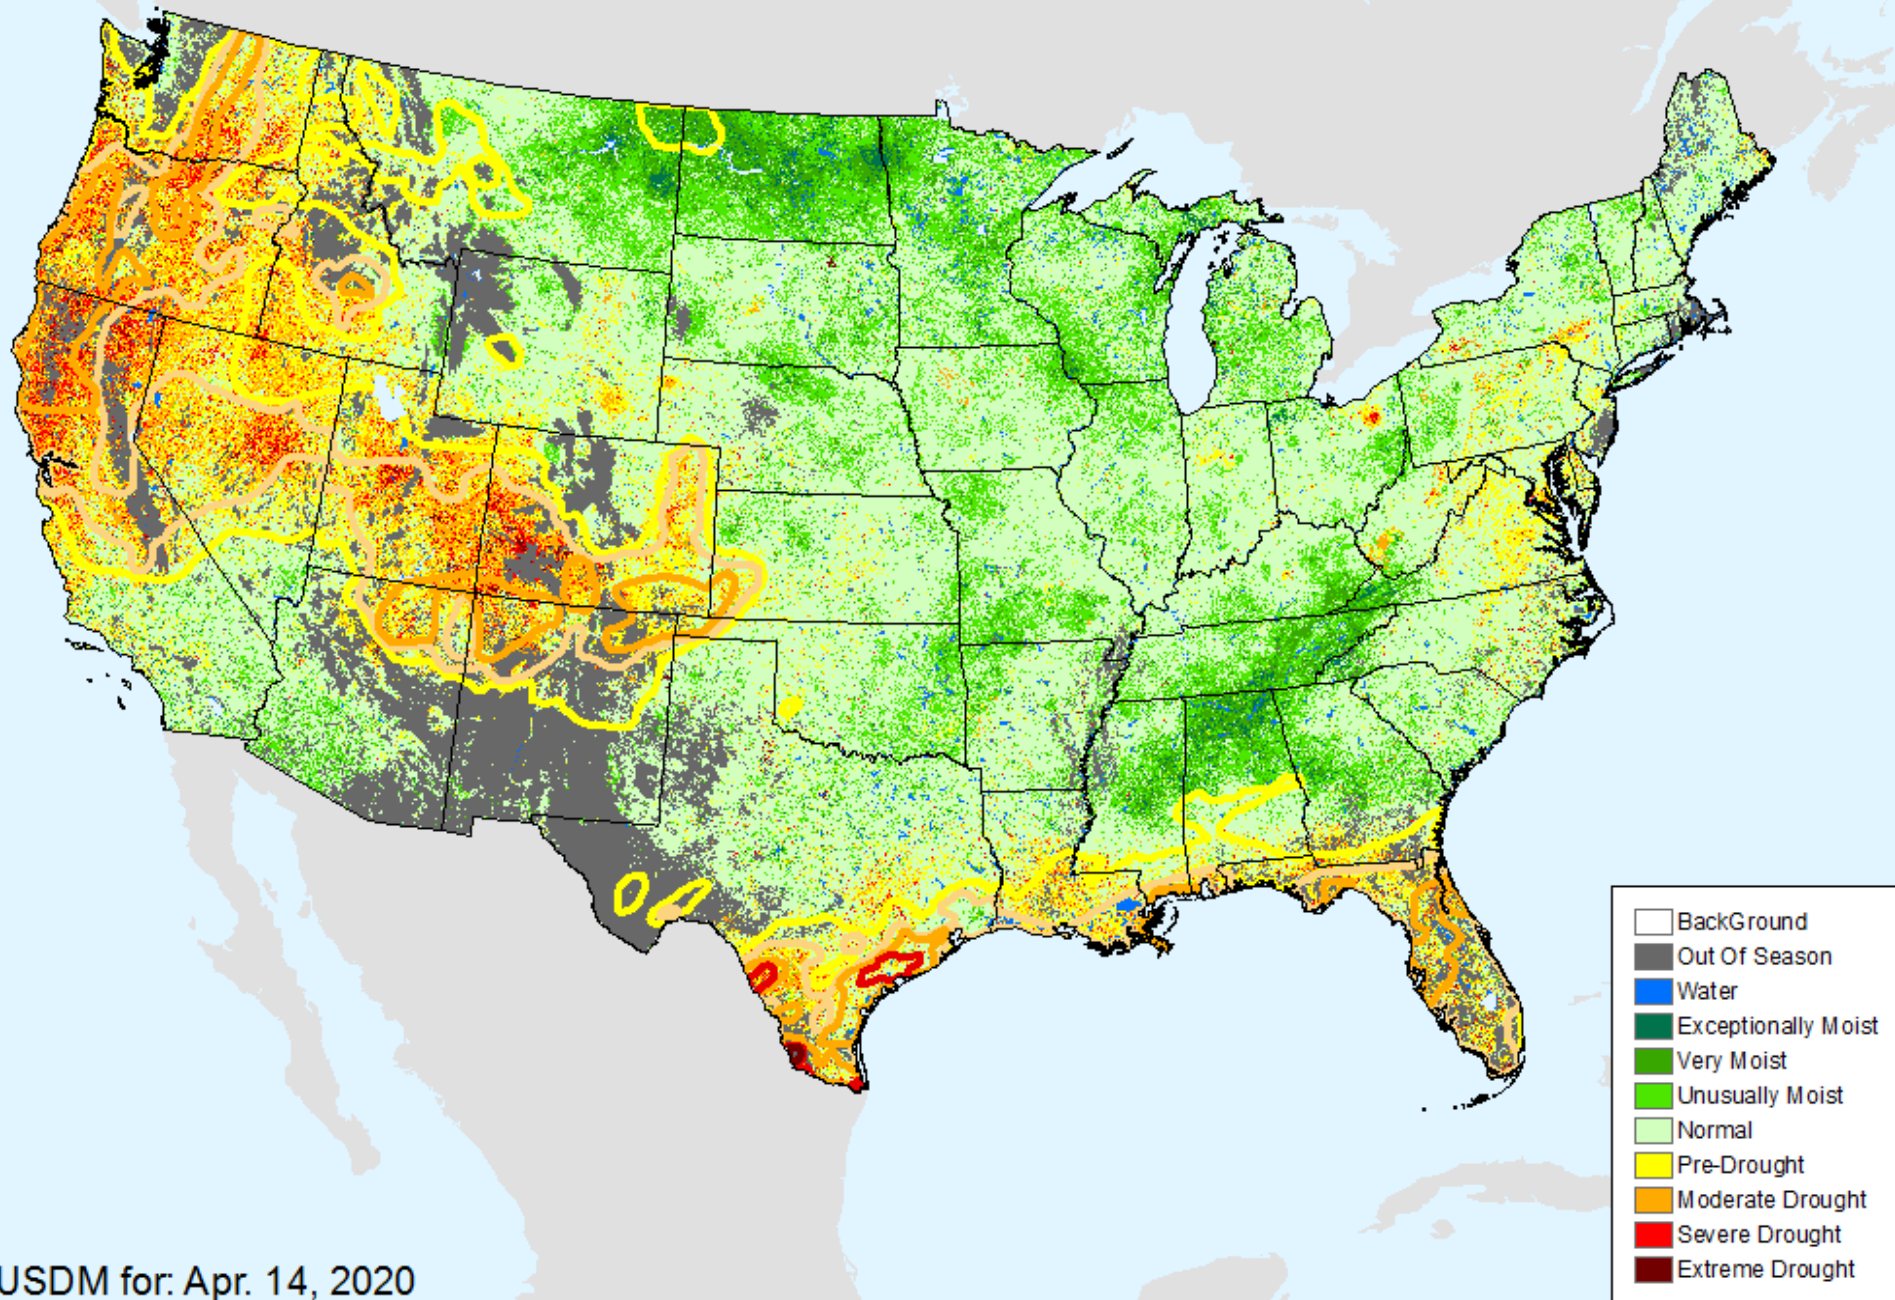 BackGround
Out Of Season
Water
Exceptionally Moist
Very Moist
Unusually Moist
Normal
Pre-Drought
Moderate Drought
Severe Drought
Extreme Drought
USDM for: Apr. 14, 2020